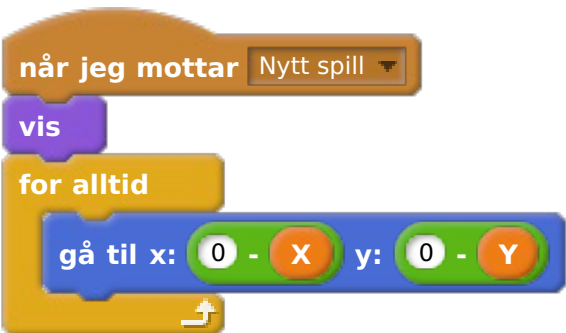 når jeg mottar Nytt spill
vis
for alltid
gå til x: 0 - X y: 0 - Y